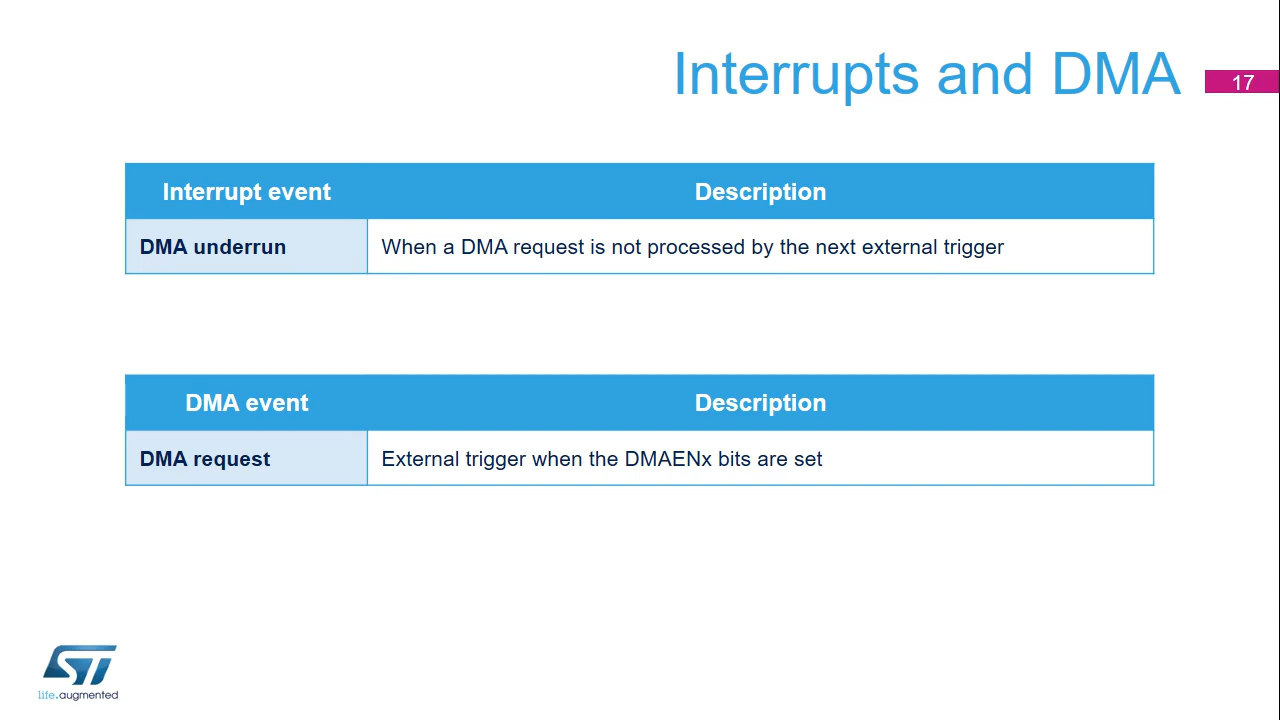 Interrupts and DMA
17
Interrupt event
Description
DMA underrun
When a DMA request is not processed by the next external trigger
DMA event
Description
DMA request
External trigger when the DMAENx bits are set
ST
life.augmented